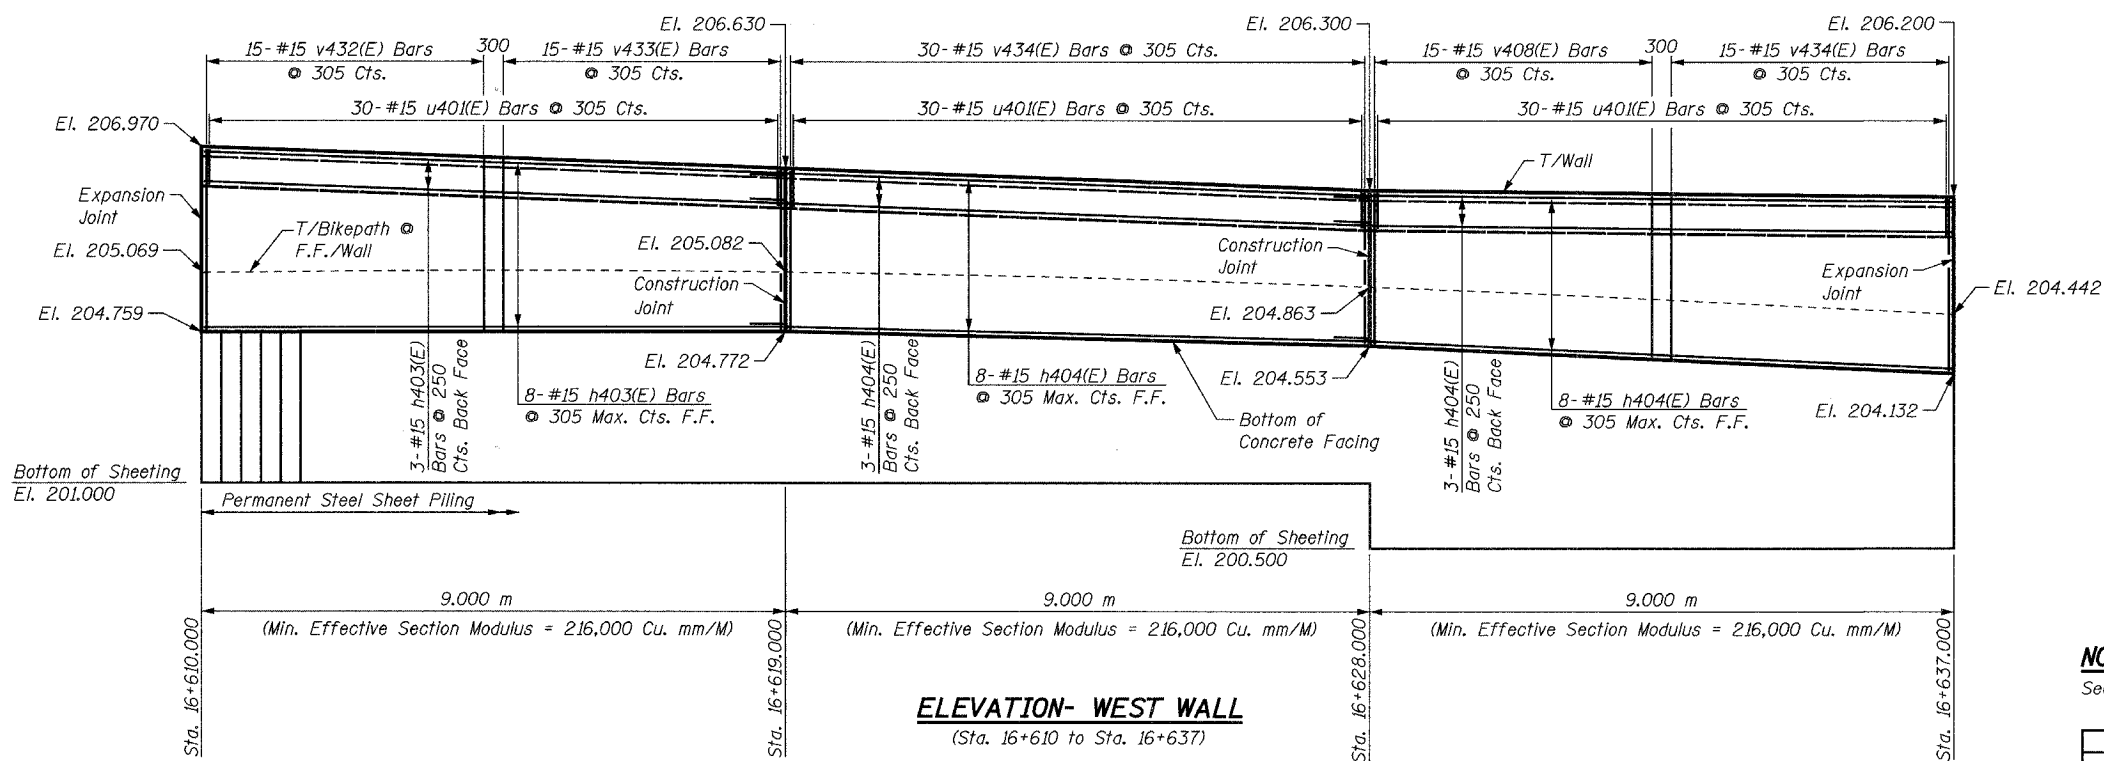 El. 206.630
El. 206.300
El. 206.200
15-#15 v432(E) Bars
@ 305 Cts.
300
15-#15 v433(E) Bars
@ 305 Cts.
30-#15 v434(E) Bars @ 305 Cts.
15-#15 v408(E) Bars
@ 305 Cts.
300
15-#15 v434(E) Bars
@ 305 Cts.
30-#15 u401(E) Bars @ 305 Cts.
30-#15 u401(E) Bars @ 305 Cts.
30-#15 u401(E) Bars @ 305 Cts.
El. 206.970
T/Wall
Expansion
Joint
T/Bikepath @
F.F./Wall
El. 205.069
El. 205.082
Construction
Joint
El. 204.759
El. 204.772
Construction
Joint
El. 204.863
Expansion
Joint
El. 204.442
3-#15 h403(E)
Bars @ 250
Cts. Back Face
8-#15 h403(E) Bars
@ 305 Max. Cts. F.F.
3-#15 h404(E)
Bars @ 250
Cts. Back Face
8-#15 h404(E) Bars
@ 305 Max. Cts. F.F.
El. 204.553
Bottom of
Concrete Facing
3-#15 h404(E)
Bars @ 250
Cts. Back Face
8-#15 h404(E) Bars
@ 305 Max. Cts. F.F.
El. 204.132
Bottom of Sheeting
El. 201.000
Permanent Steel Sheet Piling
Bottom of Sheeting
El. 200.500
9.000 m
(Min. Effective Section Modulus = 216,000 Cu. mm/M)
9.000 m
(Min. Effective Section Modulus = 216,000 Cu. mm/M)
9.000 m
(Min. Effective Section Modulus = 216,000 Cu. mm/M)
Sta. 16+610.000
Sta. 16+619.000
Sta. 16+628.000
Sta. 16+637.000
ELEVATION- WEST WALL
(Sta. 16+610 to Sta. 16+637)